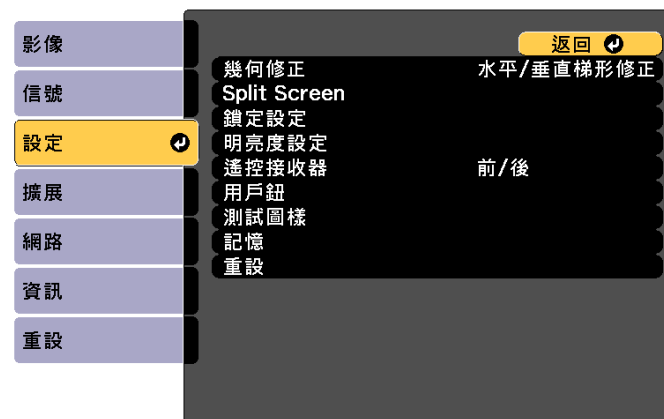 影像
信號
設定
擴展
網路
資訊
重設
返回
幾何修正 水平/垂直梯形修正
Split Screen
鎖定設定
明亮度設定
遙控接收器 前/後
用戶鈕
測試圖樣
記憶
重設